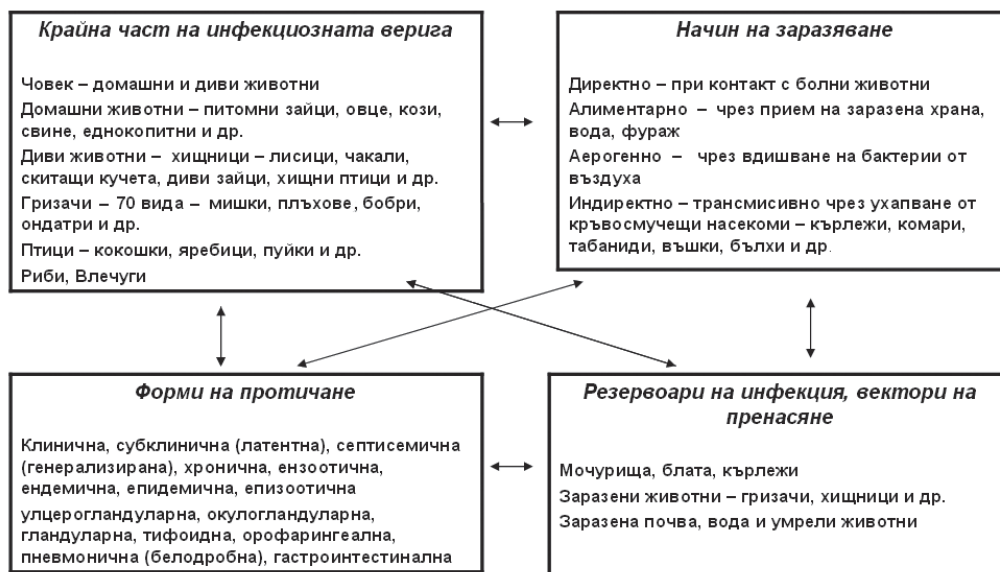 Крайна част на инфекциозната верига
Човек – домашни и диви животни
Домашни животни – питомни зайци, овце, кози,
свине, еднокопитни и др.
Диви животни – хищници – лисици, чакали,
скитащи кучета, диви зайци, хищни птици и др.
Гризачи – 70 вида – мишки, плъхове, бобри,
ондатри и др.
Птици – кокошки, яребици, пуйки и др.
Риби, Влечуги
Начин на заразяване
Директно – при контакт с болни животни
Алиментарно – чрез прием на заразена храна,
вода, фураж
Аерогенно – чрез вдишване на бактерии от
въздуха
Индиректно – трансмисивно чрез ухапване от
кръвосмучещи насекоми – кърлежи, комари,
табаниди, въшки, бълхи и др.
Форми на протичане
Клинична, субклинична (латентна), септисемична
(генерализирана), хронична, ензоотична,
ендемична, епидемична, епизоотична
улцерогландуларна, окулогландуларна,
гландуларна, тифоидна, орофарингеална,
пневмонична (белодробна), гастроинтестинална
Резервоари на инфекция, вектори на
пренасяне
Мочурища, блата, кърлежи
Заразени животни – гризачи, хищници и др.
Заразена почва, вода и умрели животни